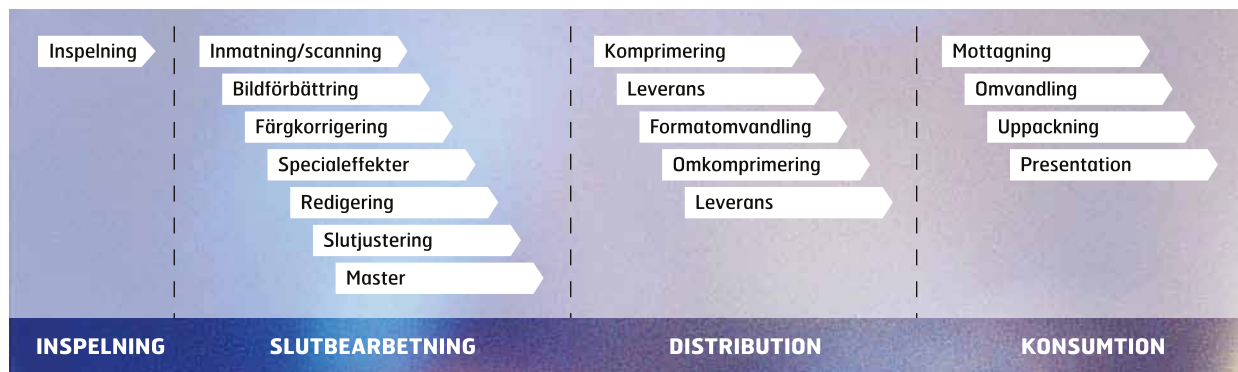 Inspelning
Inmatning/scanning
Bildförbättring
Färgkorrigering
Specialeffekter
Redigering
Slutjustering
Master
Komprimering
Leverans
Formatomvandling
Omkomprimering
Leverans
Mottagning
Omvandling
Uppackning
Presentation
INSPELNING
SLUTBEARBETNING
DISTRIBUTION
KONSUMTION